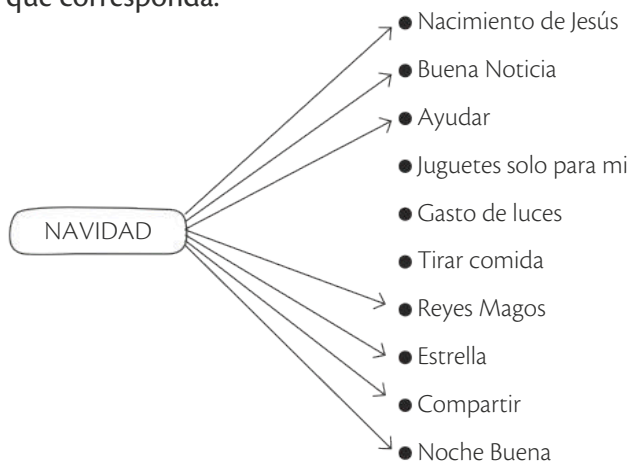 que corresponda.
● Nacimiento de Jesús
● Buena Noticia
● Ayudar
● Juguetes solo para mi
● Gasto de luces
NAVIDAD
● Tirar comida
● Reyes Magos
● Estrella
● Compartir
● Noche Buena